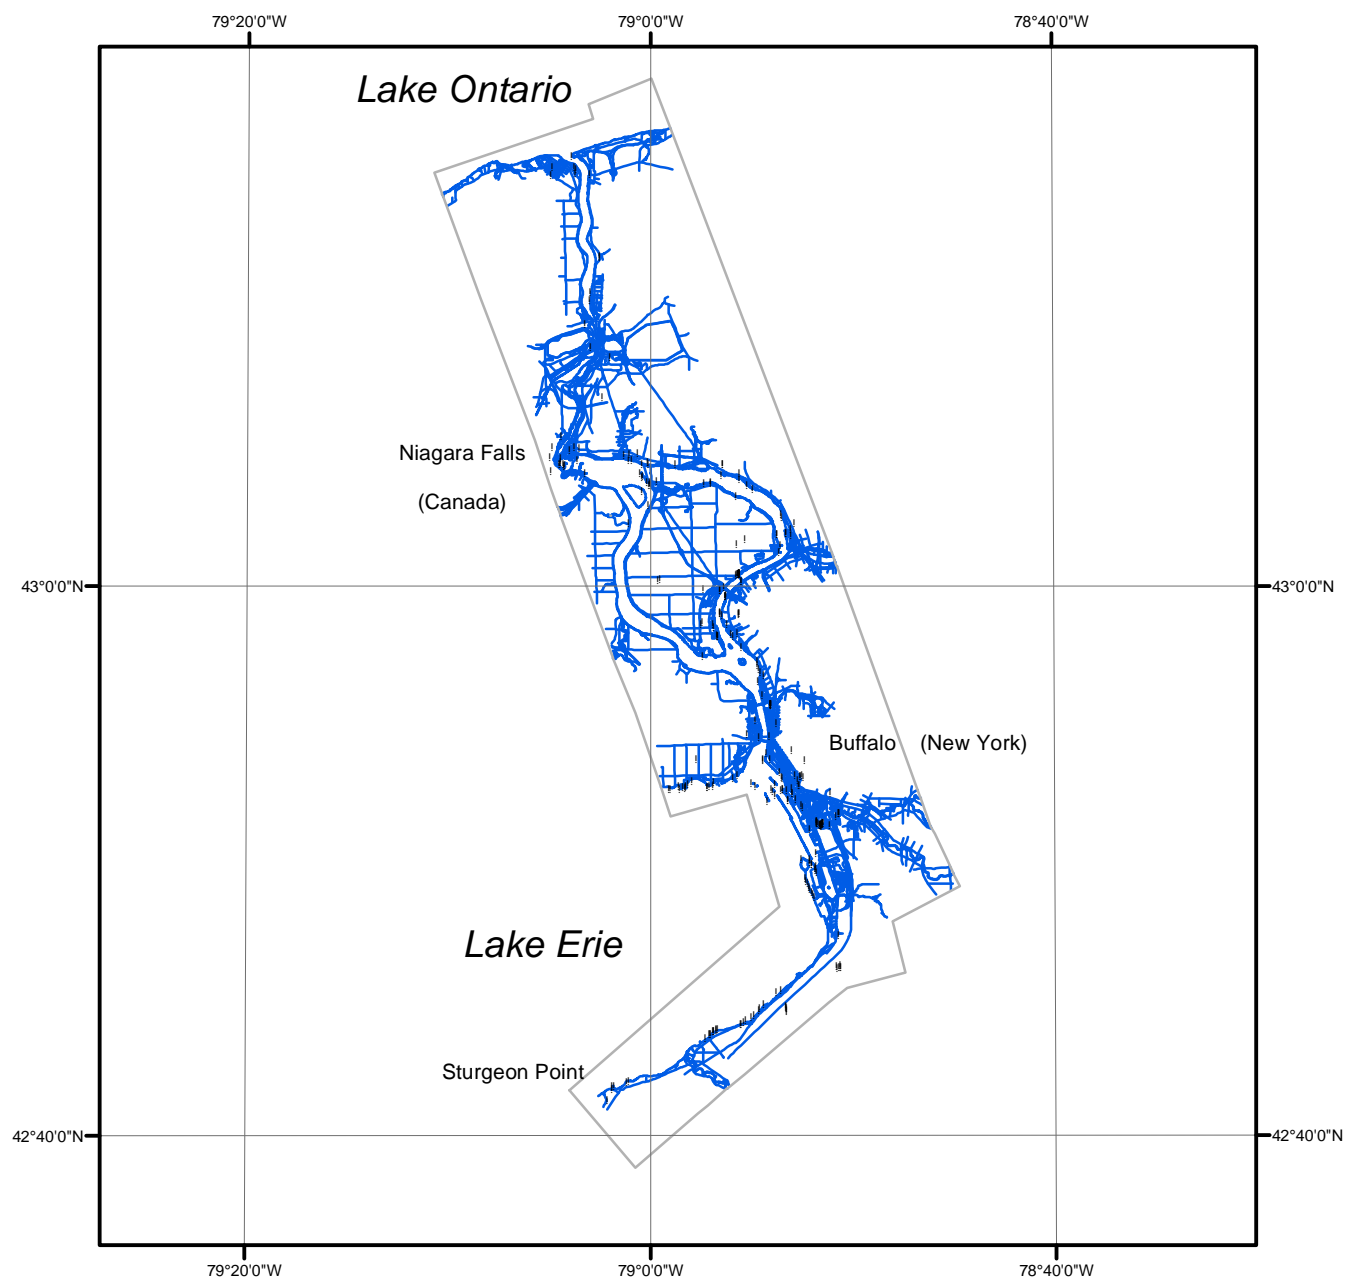 79°20'0"W 79°0'0"W 78°40'0"W
Lake Ontario
Niagara Falls
(Canada)
43°0'0"N 43°0'0"N
Buffalo (New York)
Lake Erie
Sturgeon Point
42°40'0"N 42°40'0"N
79°20'0"W 79°0'0"W 78°40'0"W